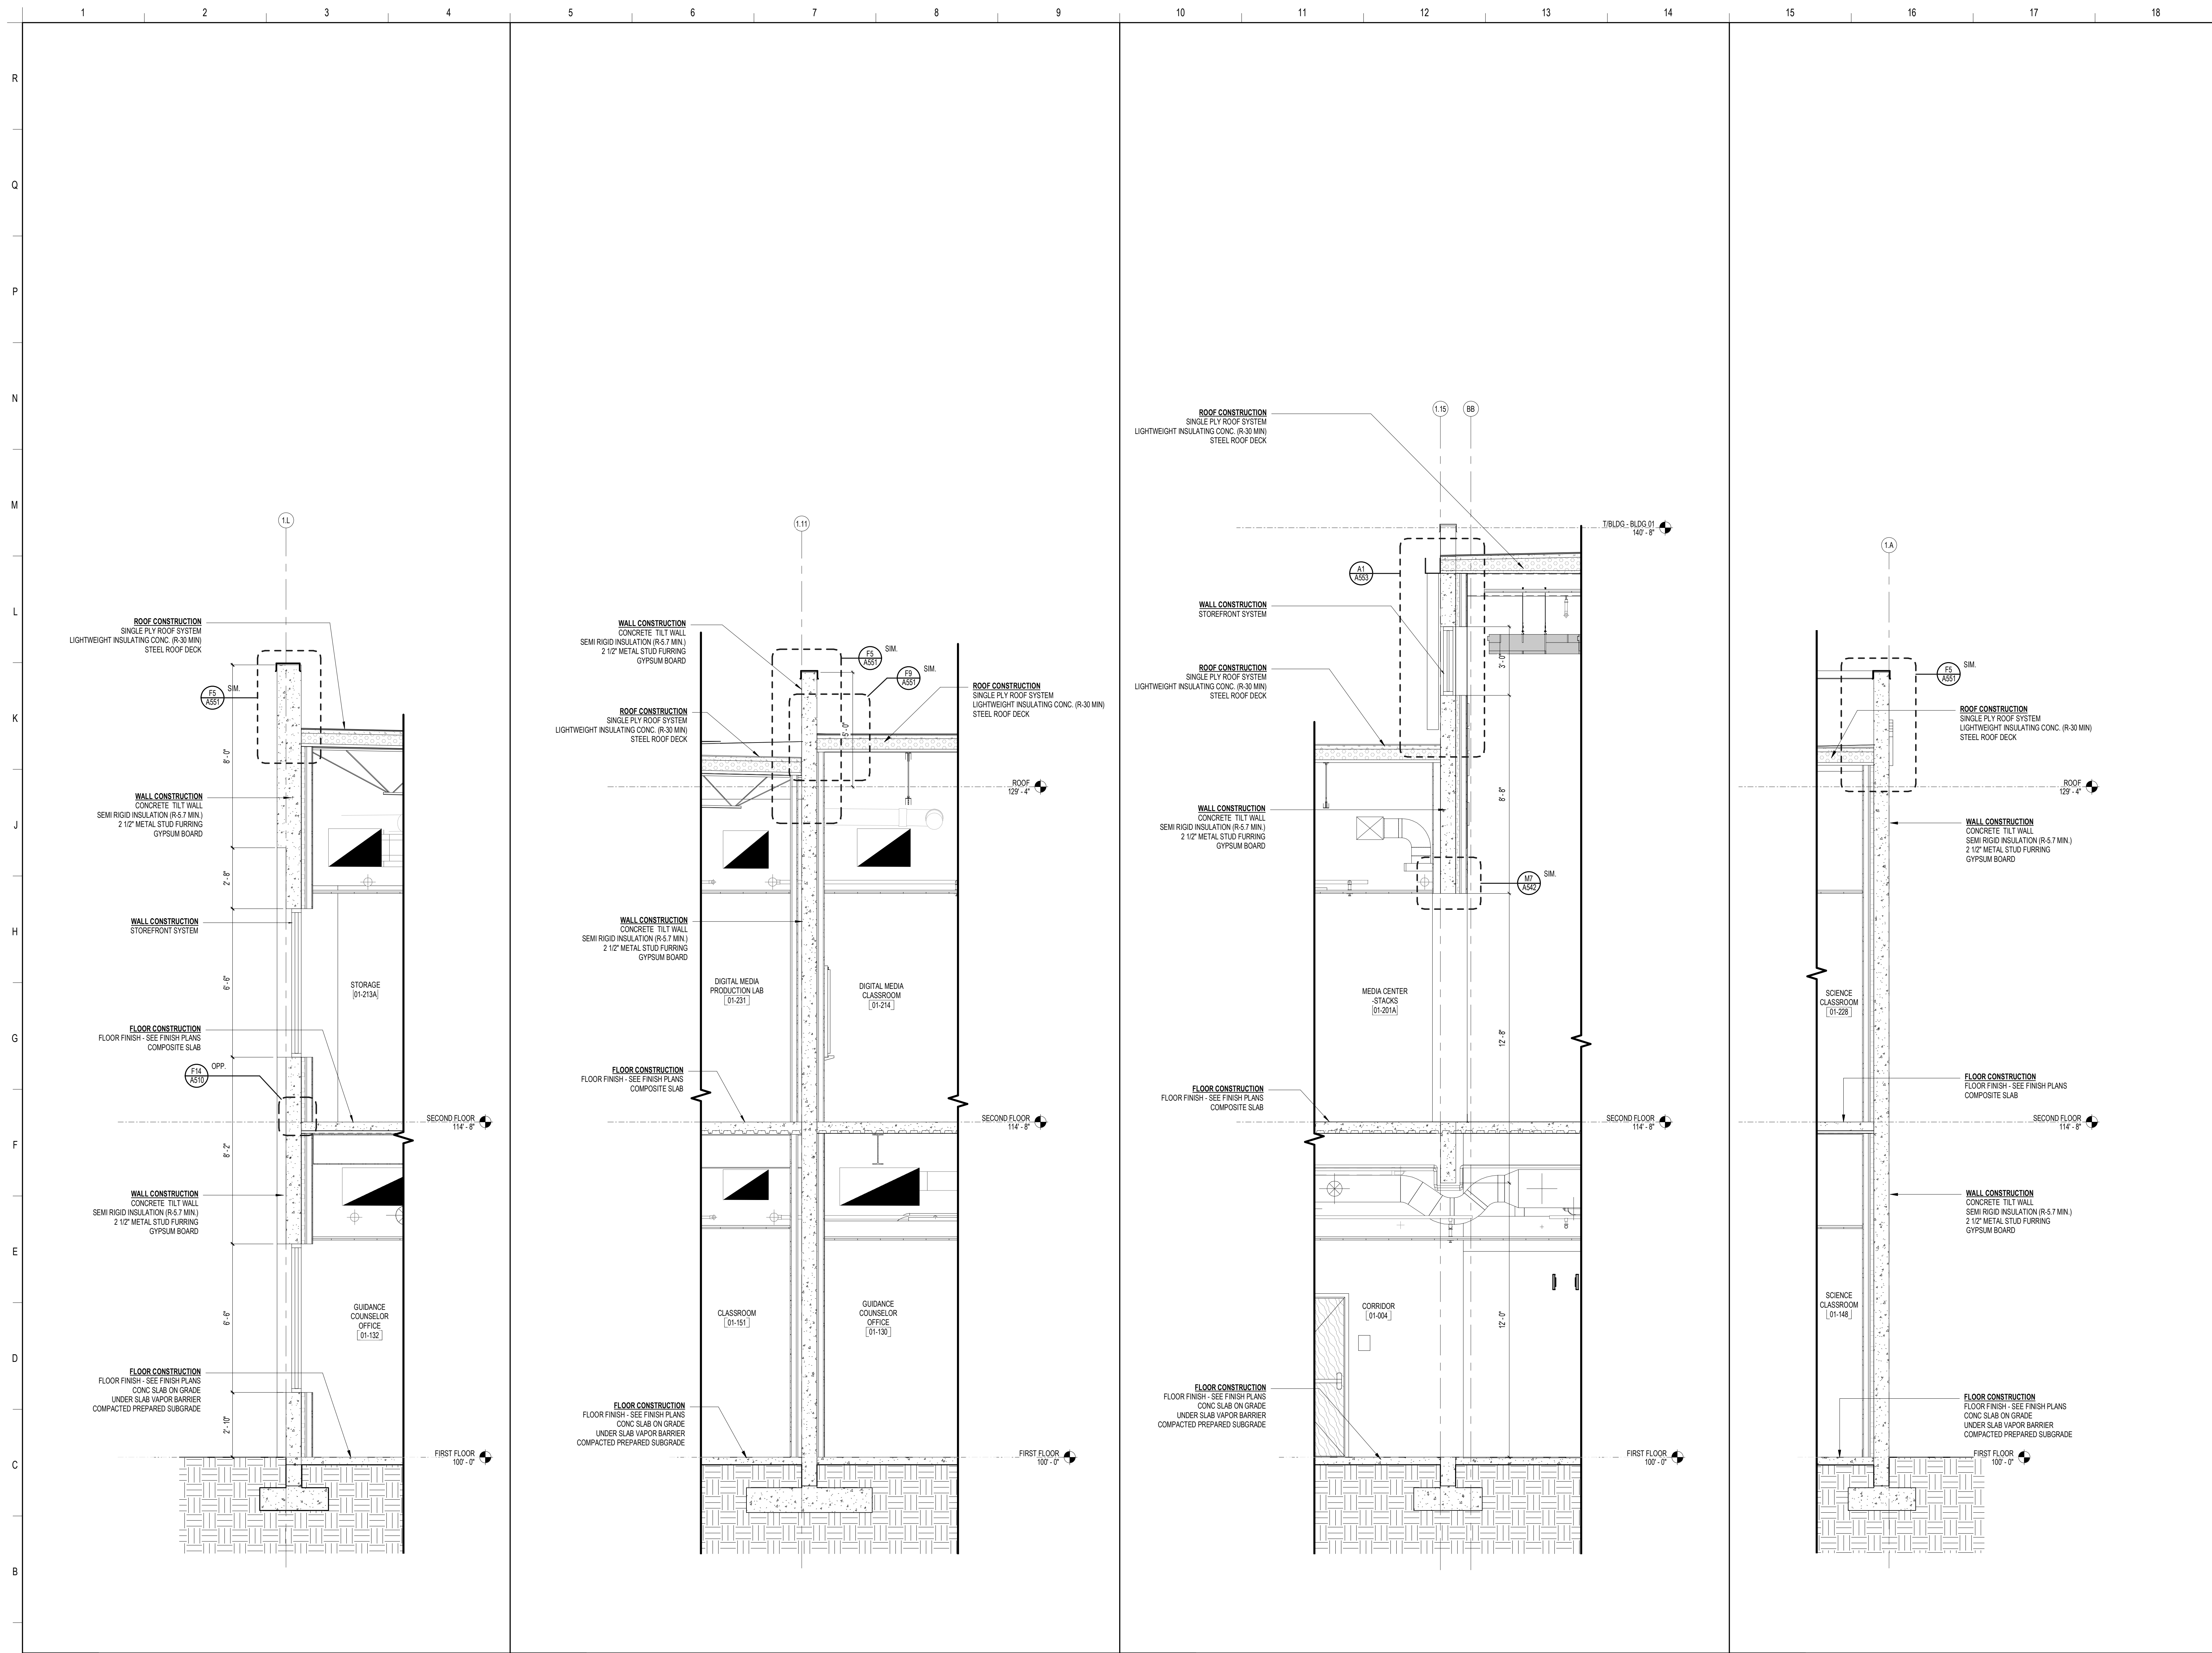 1 2 3 4 5 6 7 8 9 10 11 12 13 14 15 16 17 18
R
Q
P
N
M
L
K
J
H
G
F
E
D
C
B
1.L
ROOF CONSTRUCTION
SINGLE PLY ROOF SYSTEM
LIGHTWEIGHT INSULATING CONC. (R-30 MIN)
STEEL ROOF DECK
F5
A551
SIM.
8' - 0"
WALL CONSTRUCTION
CONCRETE TILT WALL
SEMI RIGID INSULATION (R-5.7 MIN.)
2 1/2" METAL STUD FURRING
GYPSUM BOARD
2' - 8"
WALL CONSTRUCTION
STOREFRONT SYSTEM
6' - 6"
STORAGE
01-213A
FLOOR CONSTRUCTION
FLOOR FINISH - SEE FINISH PLANS
COMPOSITE SLAB
F14
A510
OPP.
SECOND FLOOR
114' - 8"
8' - 2"
WALL CONSTRUCTION
CONCRETE TILT WALL
SEMI RIGID INSULATION (R-5.7 MIN.)
2 1/2" METAL STUD FURRING
GYPSUM BOARD
6' - 6"
GUIDANCE
COUNSELOR
OFFICE
01-132
FLOOR CONSTRUCTION
FLOOR FINISH - SEE FINISH PLANS
CONC SLAB ON GRADE
UNDER SLAB VAPOR BARRIER
COMPACTED PREPARED SUBGRADE
2' - 10"
FIRST FLOOR
100' - 0"
1.11
WALL CONSTRUCTION
CONCRETE TILT WALL
SEMI RIGID INSULATION (R-5.7 MIN.)
2 1/2" METAL STUD FURRING
GYPSUM BOARD
F5
A551
SIM.
F9
A551
SIM.
ROOF CONSTRUCTION
SINGLE PLY ROOF SYSTEM
LIGHTWEIGHT INSULATING CONC. (R-30 MIN)
STEEL ROOF DECK
ROOF CONSTRUCTION
SINGLE PLY ROOF SYSTEM
LIGHTWEIGHT INSULATING CONC. (R-30 MIN)
STEEL ROOF DECK
5' - 0"
ROOF
129' - 4"
WALL CONSTRUCTION
CONCRETE TILT WALL
SEMI RIGID INSULATION (R-5.7 MIN.)
2 1/2" METAL STUD FURRING
GYPSUM BOARD
DIGITAL MEDIA
PRODUCTION LAB
01-231
DIGITAL MEDIA
CLASSROOM
01-214
FLOOR CONSTRUCTION
FLOOR FINISH - SEE FINISH PLANS
COMPOSITE SLAB
SECOND FLOOR
114' - 8"
CLASSROOM
01-151
GUIDANCE
COUNSELOR
OFFICE
01-130
FLOOR CONSTRUCTION
FLOOR FINISH - SEE FINISH PLANS
CONC SLAB ON GRADE
UNDER SLAB VAPOR BARRIER
COMPACTED PREPARED SUBGRADE
FIRST FLOOR
100' - 0"
1.15
BB
ROOF CONSTRUCTION
SINGLE PLY ROOF SYSTEM
LIGHTWEIGHT INSULATING CONC. (R-30 MIN)
STEEL ROOF DECK
T/BLDG - BLDG 01
140' - 8"
A1
A553
WALL CONSTRUCTION
STOREFRONT SYSTEM
3' - 0"
ROOF CONSTRUCTION
SINGLE PLY ROOF SYSTEM
LIGHTWEIGHT INSULATING CONC. (R-30 MIN)
STEEL ROOF DECK
8' - 8"
WALL CONSTRUCTION
CONCRETE TILT WALL
SEMI RIGID INSULATION (R-5.7 MIN.)
2 1/2" METAL STUD FURRING
GYPSUM BOARD
M7
A542
SIM.
MEDIA CENTER
-STACKS
01-201A
12' - 8"
FLOOR CONSTRUCTION
FLOOR FINISH - SEE FINISH PLANS
COMPOSITE SLAB
SECOND FLOOR
114' - 8"
CORRIDOR
01-004
12' - 0"
FLOOR CONSTRUCTION
FLOOR FINISH - SEE FINISH PLANS
CONC SLAB ON GRADE
UNDER SLAB VAPOR BARRIER
COMPACTED PREPARED SUBGRADE
FIRST FLOOR
100' - 0"
1.A
F5
A551
SIM.
ROOF CONSTRUCTION
SINGLE PLY ROOF SYSTEM
LIGHTWEIGHT INSULATING CONC. (R-30 MIN)
STEEL ROOF DECK
ROOF
129' - 4"
WALL CONSTRUCTION
CONCRETE TILT WALL
SEMI RIGID INSULATION (R-5.7 MIN.)
2 1/2" METAL STUD FURRING
GYPSUM BOARD
SCIENCE
CLASSROOM
01-228
FLOOR CONSTRUCTION
FLOOR FINISH - SEE FINISH PLANS
COMPOSITE SLAB
SECOND FLOOR
114' - 8"
WALL CONSTRUCTION
CONCRETE TILT WALL
SEMI RIGID INSULATION (R-5.7 MIN.)
2 1/2" METAL STUD FURRING
GYPSUM BOARD
SCIENCE
CLASSROOM
01-148
FLOOR CONSTRUCTION
FLOOR FINISH - SEE FINISH PLANS
CONC SLAB ON GRADE
UNDER SLAB VAPOR BARRIER
COMPACTED PREPARED SUBGRADE
FIRST FLOOR
100' - 0"